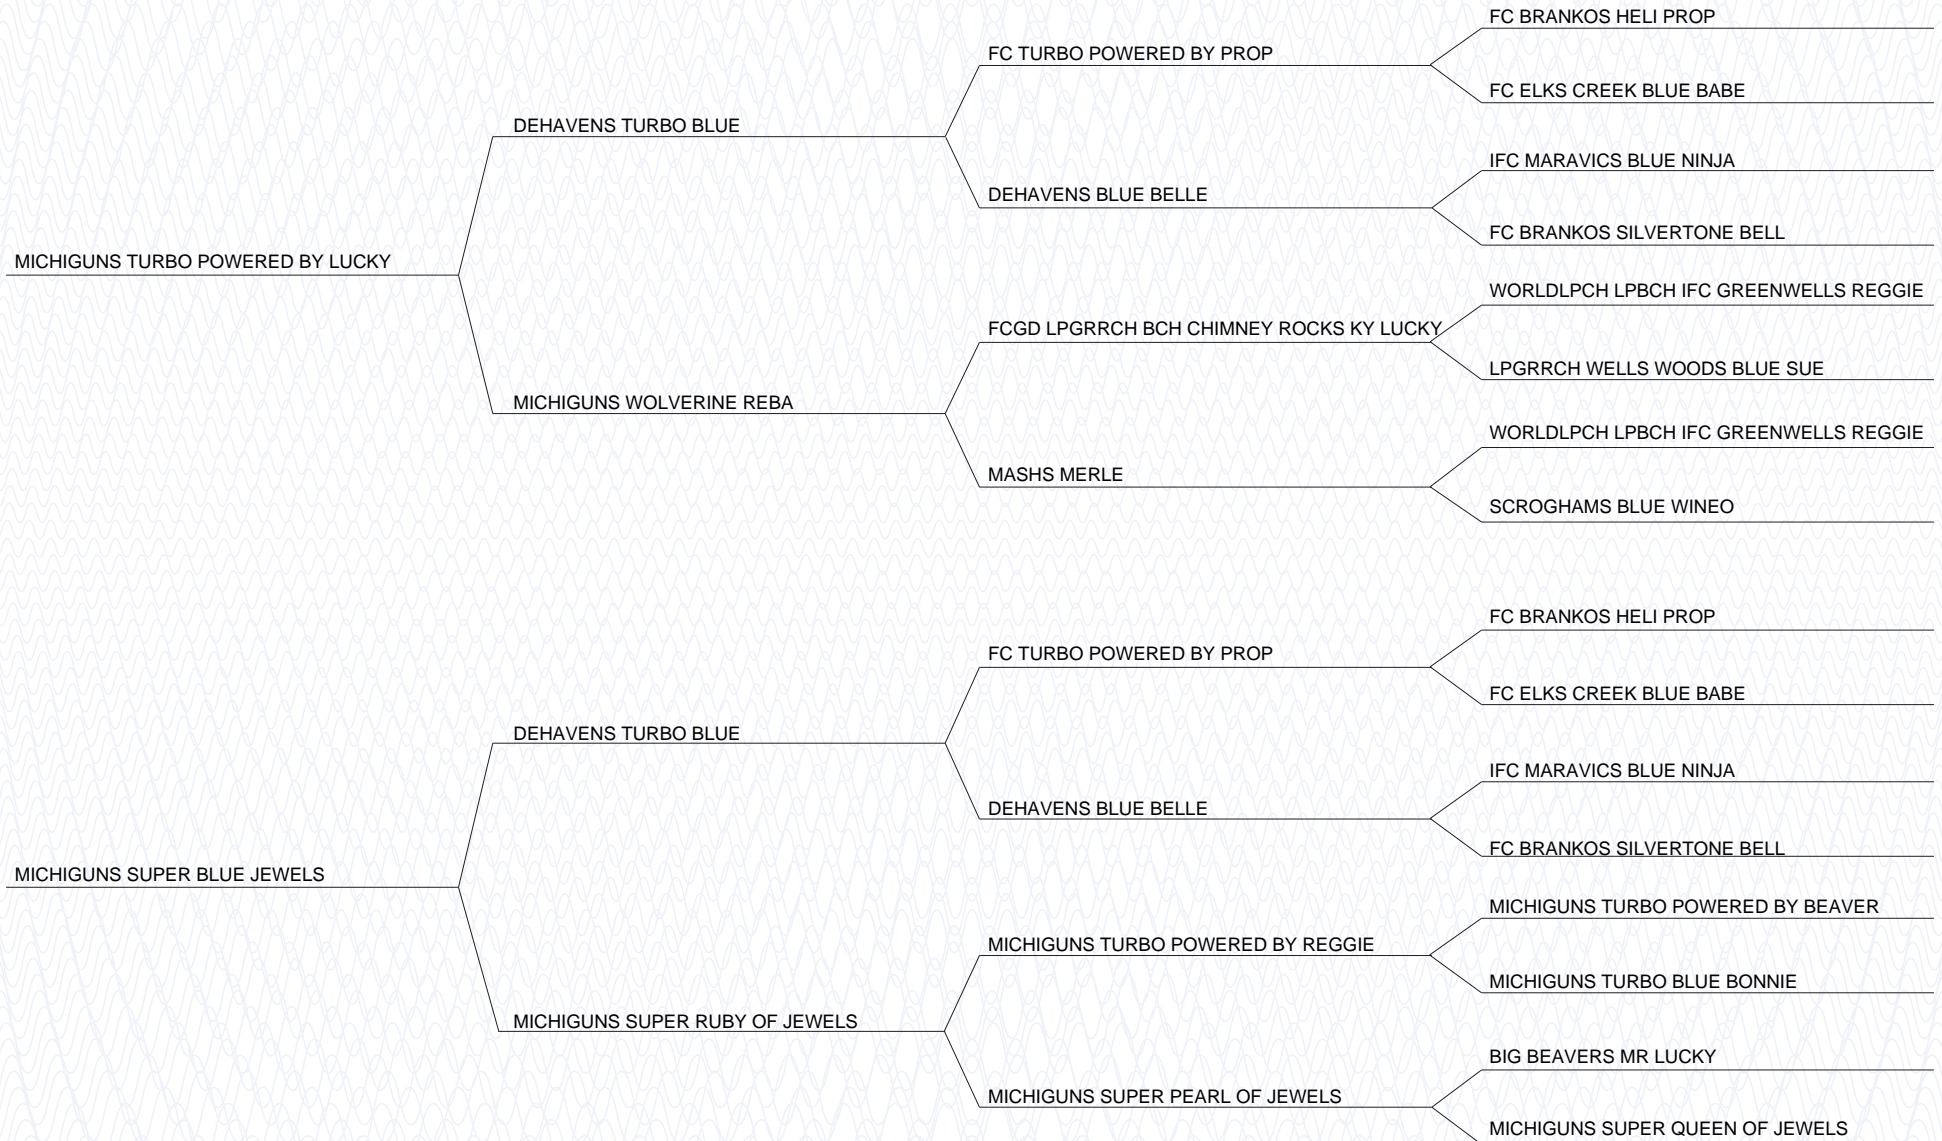 FC BRANKOS HELI PROP
FC TURBO POWERED BY PROP
FC ELKS CREEK BLUE BABE
DEHAVENS TURBO BLUE
IFC MARAVICS BLUE NINJA
DEHAVENS BLUE BELLE
FC BRANKOS SILVERTONE BELL
MICHIGUNS TURBO POWERED BY LUCKY
WORLDLPCH LPBCH IFC GREENWELLS REGGIE
FCGD LPGRRCH BCH CHIMNEY ROCKS KY LUCKY
LPGRRCH WELLS WOODS BLUE SUE
MICHIGUNS WOLVERINE REBA
WORLDLPCH LPBCH IFC GREENWELLS REGGIE
MASHS MERLE
SCROGHAMS BLUE WINEO
FC BRANKOS HELI PROP
FC TURBO POWERED BY PROP
FC ELKS CREEK BLUE BABE
DEHAVENS TURBO BLUE
IFC MARAVICS BLUE NINJA
DEHAVENS BLUE BELLE
FC BRANKOS SILVERTONE BELL
MICHIGUNS SUPER BLUE JEWELS
MICHIGUNS TURBO POWERED BY BEAVER
MICHIGUNS TURBO POWERED BY REGGIE
MICHIGUNS TURBO BLUE BONNIE
MICHIGUNS SUPER RUBY OF JEWELS
BIG BEAVERS MR LUCKY
MICHIGUNS SUPER PEARL OF JEWELS
MICHIGUNS SUPER QUEEN OF JEWELS